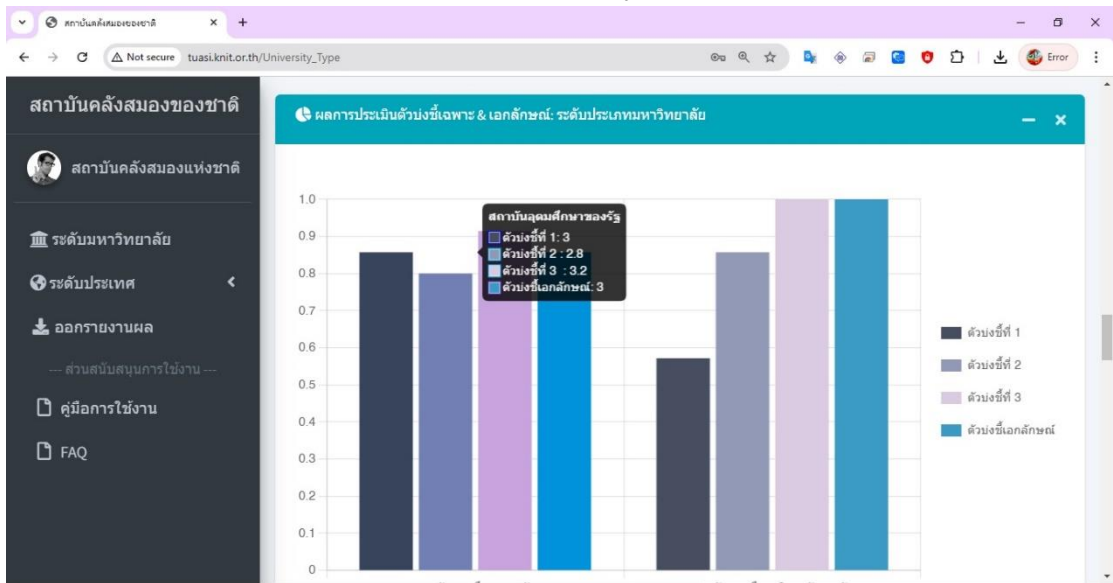 สถาบันคลังสมองของชาติ
Not secure
tuasi.knit.or.th/University_Type
Error
สถาบันคลังสมองของชาติ
สถาบันคลังสมองแห่งชาติ
ระดับมหาวิทยาลัย
ระดับประเทศ
ออกรายงานผล
--- ส่วนสนับสนุนการใช้งาน ---
คู่มือการใช้งาน
FAQ
ผลการประเมินตัวบ่งชี้เฉพาะ & เอกลักษณ์: ระดับประเภทมหาวิทยาลัย
1.0
0.9
0.8
0.7
0.6
0.5
0.4
0.3
0.2
0.1
0
สถาบันอุดมศึกษาของรัฐ
ตัวบ่งชี้ที่ 1: 3
ตัวบ่งชี้ที่ 2 : 2.8
ตัวบ่งชี้ที่ 3 : 3.2
ตัวบ่งชี้เอกลักษณ์: 3
ตัวบ่งชี้ที่ 1
ตัวบ่งชี้ที่ 2
ตัวบ่งชี้ที่ 3
ตัวบ่งชี้เอกลักษณ์